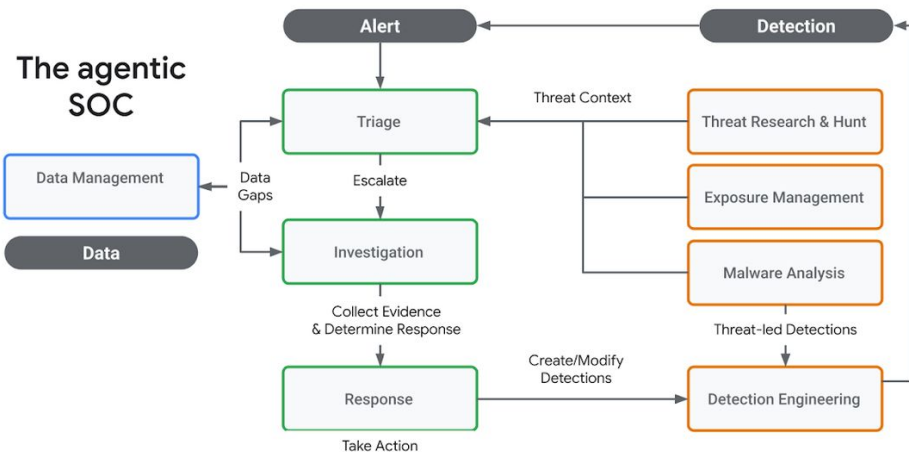 The agentic
SOC
Data Management
Data
Alert
Triage
Data
Gaps
Escalate
Investigation
Collect Evidence
& Determine Response
Response
Take Action
Create/Modify
Detections
Detection
Threat Context
Threat Research & Hunt
Exposure Management
Malware Analysis
Threat-led Detections
Detection Engineering